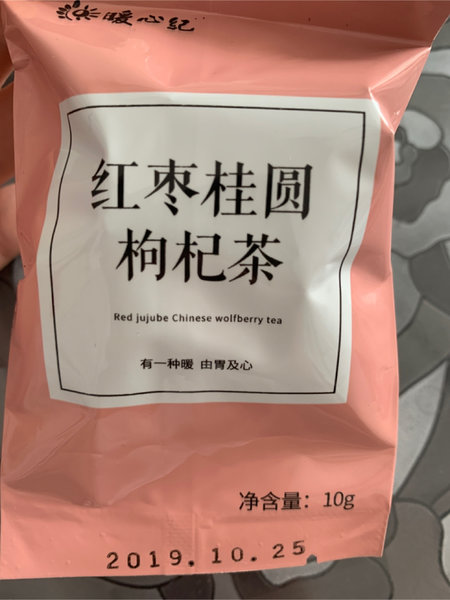 暖心纪
红枣桂圆
枸杞茶
Red jujube Chinese wolfberry tea
有一种暖 由胃及心
净含量：10g
2019.10.25